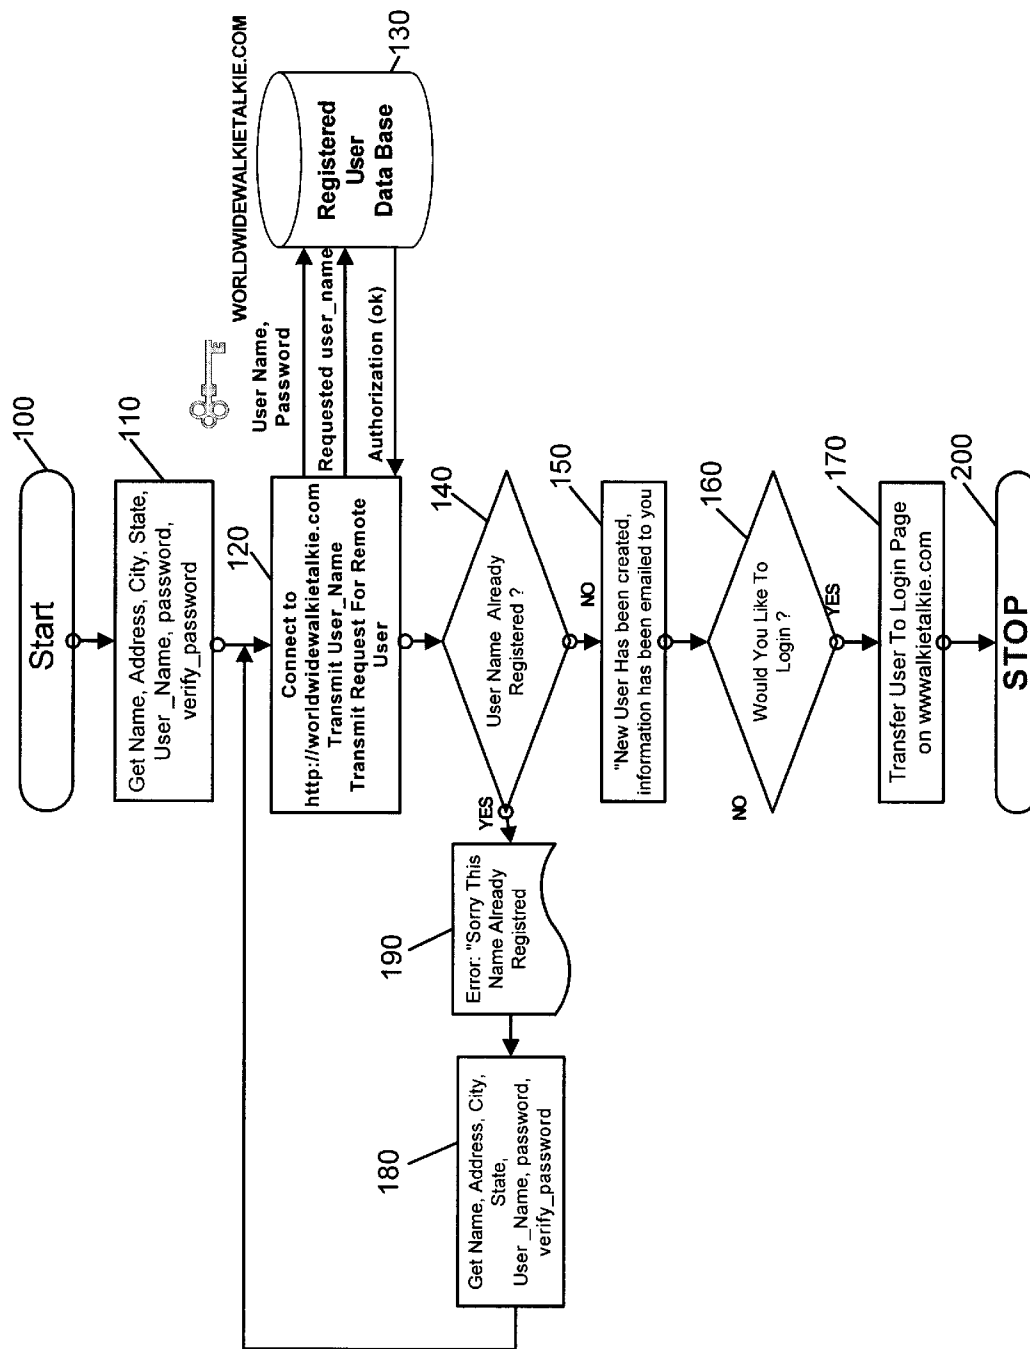 WORLDWIDEWALKIETALKIE.COM
100
Start
110
Get Name, Address, City, State,
User _Name, password,
verify_password
120
Connect to
http://worldwidewalkietalkie.com
Transmit User_Name
Transmit Request For Remote
User
User Name,
Password
Requested user_name
Authorization (ok)
130
Registered
User
Data Base
140
User Name Already
Registered ?
YES
NO
190
Error: "Sorry This
Name Already
Registred
180
Get Name, Address, City,
State,
User _Name, password,
verify_password
150
"New User Has been created,
information has been emailed to you
160
Would You Like To
Login ?
NO
YES
170
Transfer User To Login Page
on wwwalkietalkie.com
200
STOP